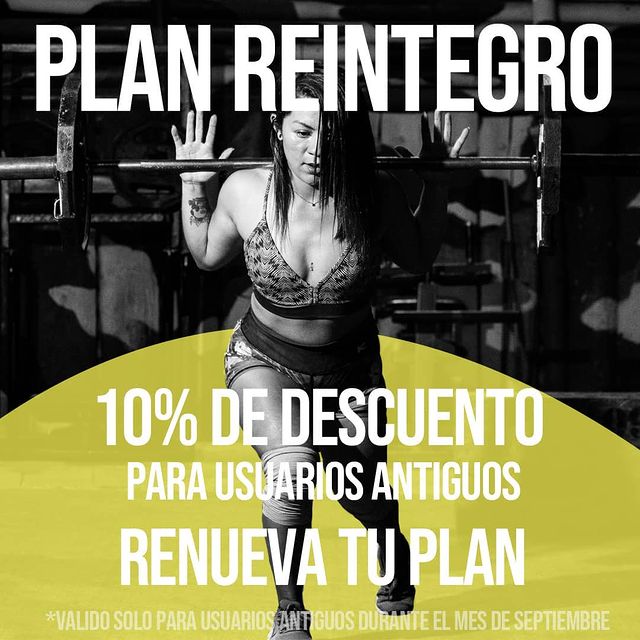 PLAN REINTEGRO
10% DE DESCUENTO
PARA USUARIOS ANTIGUOS
RENUEVA TU PLAN
*VALIDO SOLO PARA USUARIOS ANTIGUOS DURANTE EL MES DE SEPTIEMBRE